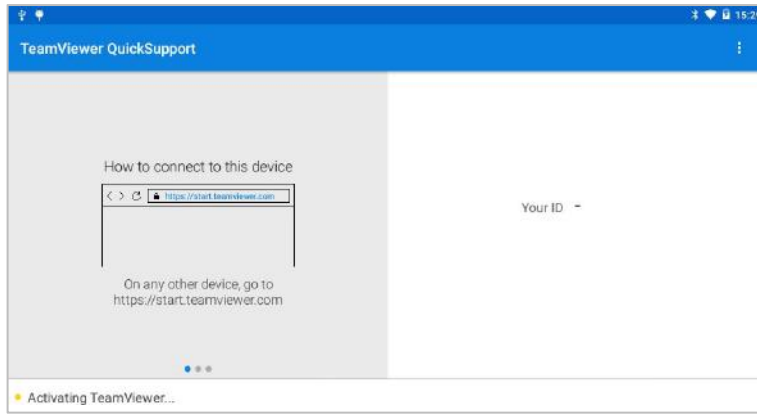 15:29
TeamViewer QuickSupport
How to connect to this device
https://start.teamviewer.com
On any other device, go to
https://start.teamviewer.com
Your ID -
Activating TeamViewer...